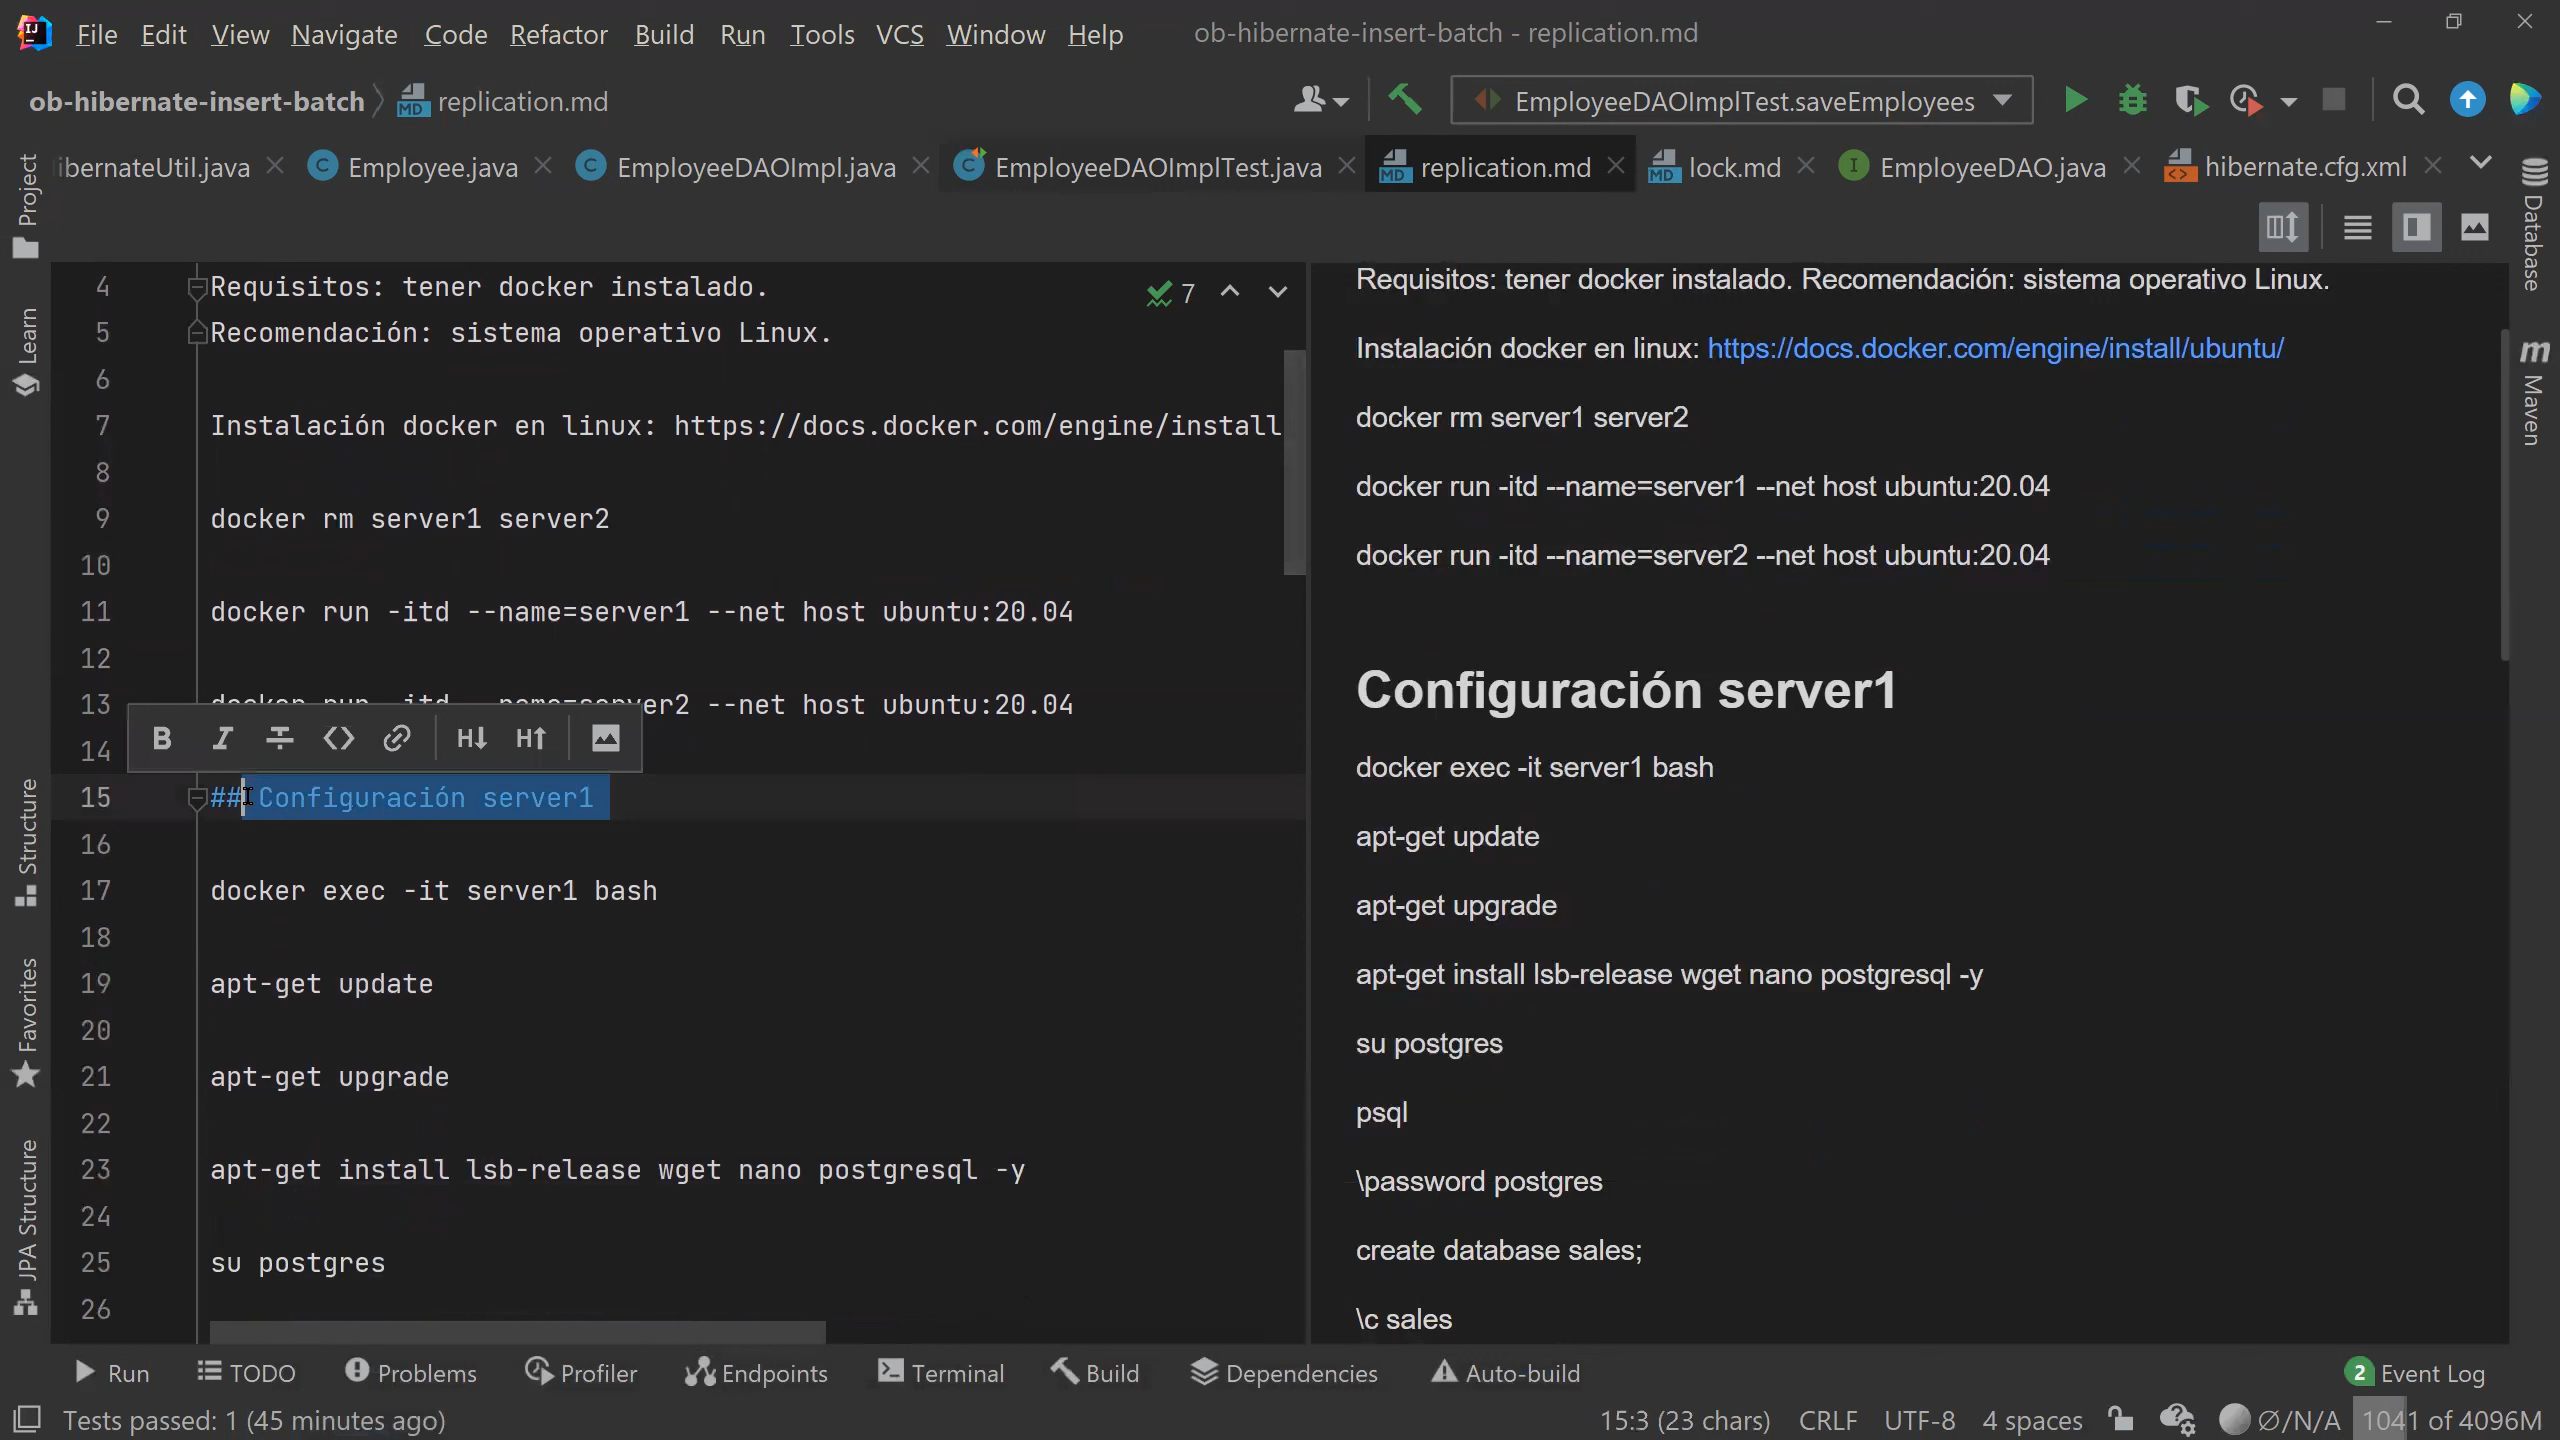 File Edit View Navigate Code Refactor Build Run Tools VCS Window Help ob-hibernate-insert-batch - replication.md
ob-hibernate-insert-batch replication.md EmployeeDAOImplTest.saveEmployees
ibernateUtil.java Employee.java EmployeeDAOImpl.java EmployeeDAOImplTest.java replication.md lock.md EmployeeDAO.java hibernate.cfg.xml
Project
Learn
Structure
Favorites
JPA Structure
7
4 Requisitos: tener docker instalado.
5 Recomendación: sistema operativo Linux.
6
7 Instalación docker en linux: https://docs.docker.com/engine/install
8
9 docker rm server1 server2
10
11 docker run -itd --name=server1 --net host ubuntu:20.04
12
13 docker run -itd --name=server2 --net host ubuntu:20.04
14
15 ## Configuración server1
16
17 docker exec -it server1 bash
18
19 apt-get update
20
21 apt-get upgrade
22
23 apt-get install lsb-release wget nano postgresql -y
24
25 su postgres
26
Requisitos: tener docker instalado. Recomendación: sistema operativo Linux.
Instalación docker en linux: https://docs.docker.com/engine/install/ubuntu/
docker rm server1 server2
docker run -itd --name=server1 --net host ubuntu:20.04
docker run -itd --name=server2 --net host ubuntu:20.04
Configuración server1
docker exec -it server1 bash
apt-get update
apt-get upgrade
apt-get install lsb-release wget nano postgresql -y
su postgres
psql
\password postgres
create database sales;
\c sales
Database
Maven
Run TODO Problems Profiler Endpoints Terminal Build Dependencies Auto-build 2 Event Log
Tests passed: 1 (45 minutes ago) 15:3 (23 chars) CRLF UTF-8 4 spaces Ø/N/A 1041 of 4096M